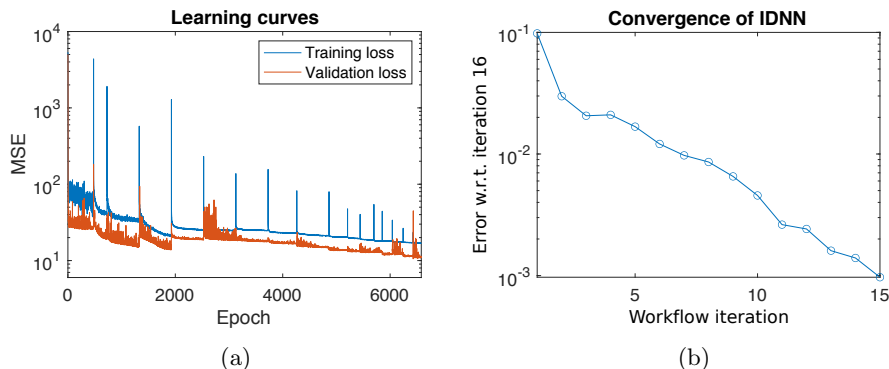 Learning curves
10^4
10^3
10^2
10^1
MSE
Training loss
Validation loss
0
2000
4000
6000
Epoch
(a)
Convergence of IDNN
10^-1
10^-2
10^-3
Error w.r.t. iteration 16
5
10
15
Workflow iteration
(b)